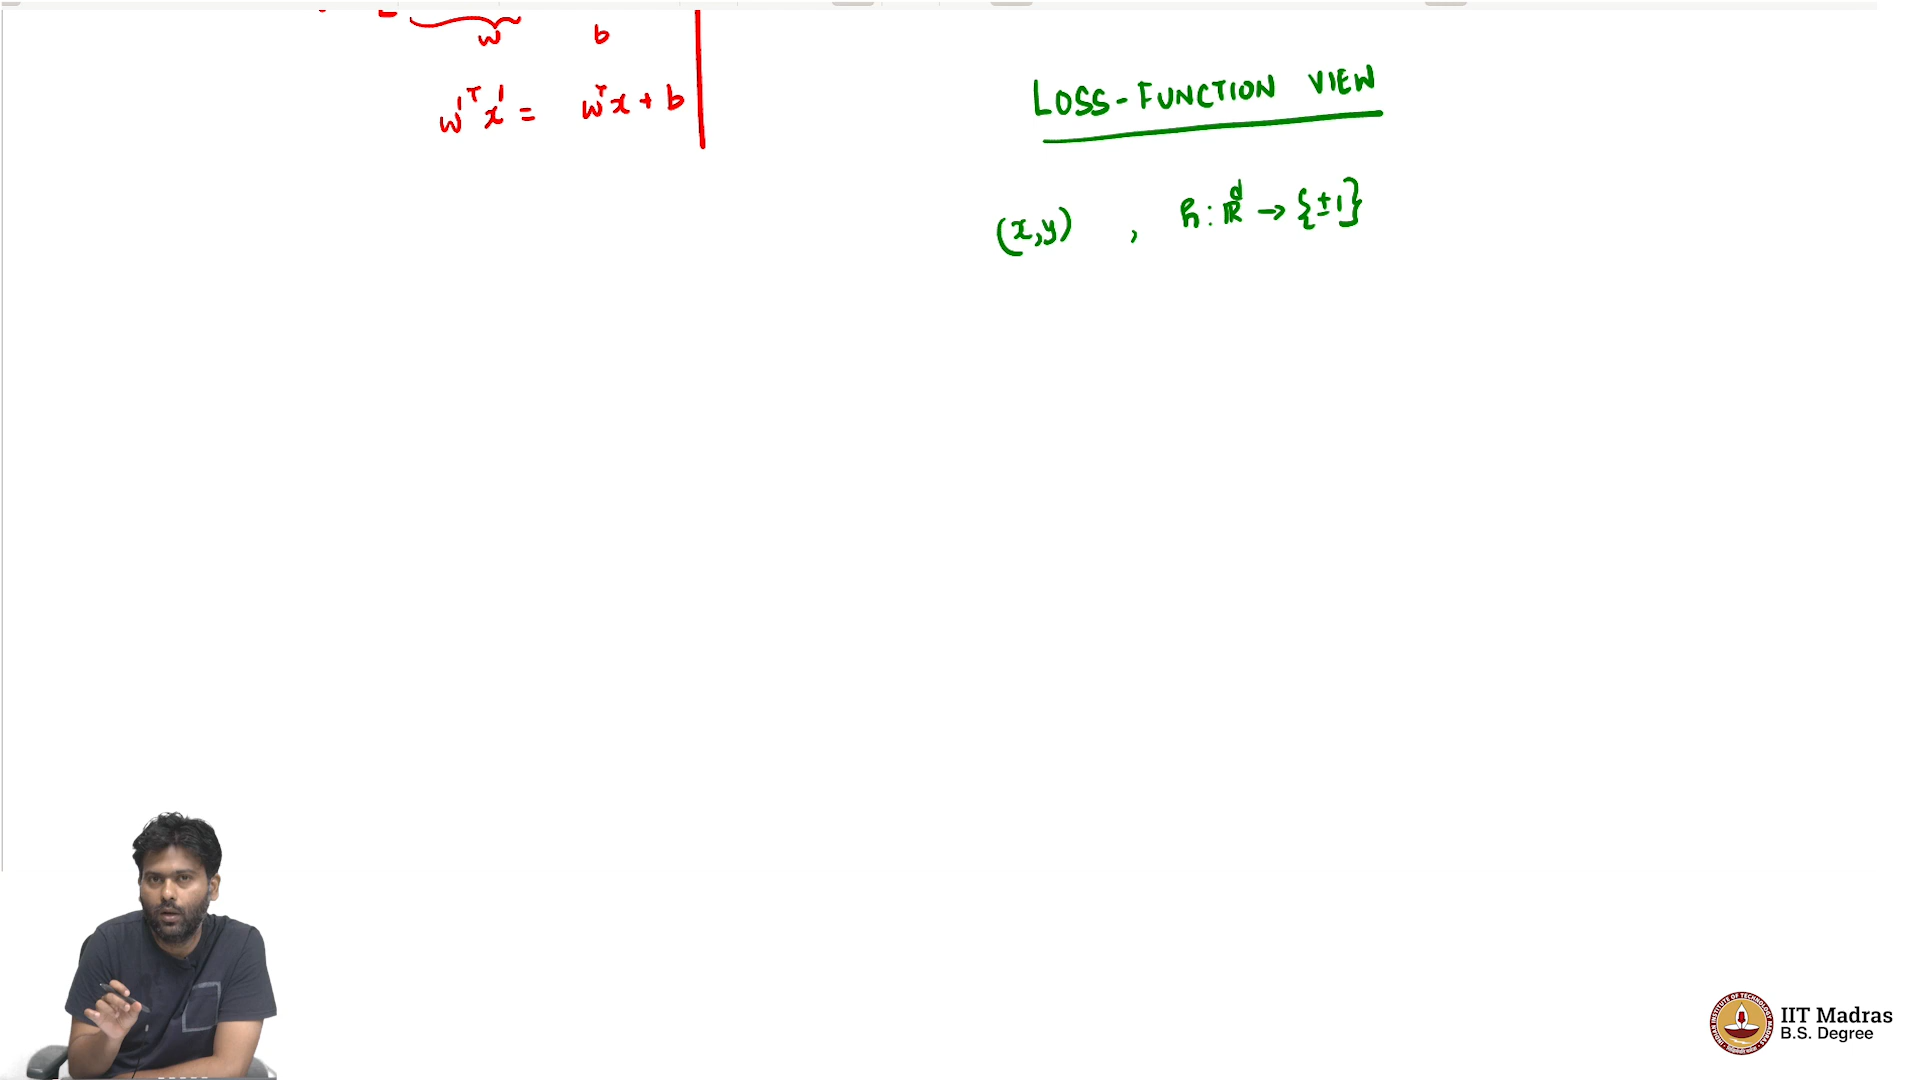 w b
w'ᵀx' = wᵀx + b
LOSS-FUNCTION VIEW
(x,y) , h: ℝᵈ → {±1}
IIT Madras
B.S. Degree